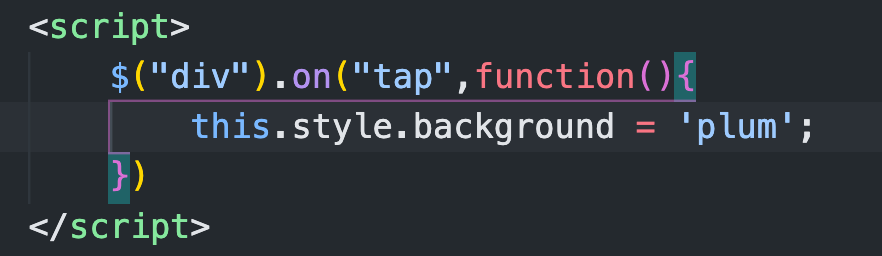 <script>
$("div").on("tap",function(){
this.style.background = 'plum';
})
</script>